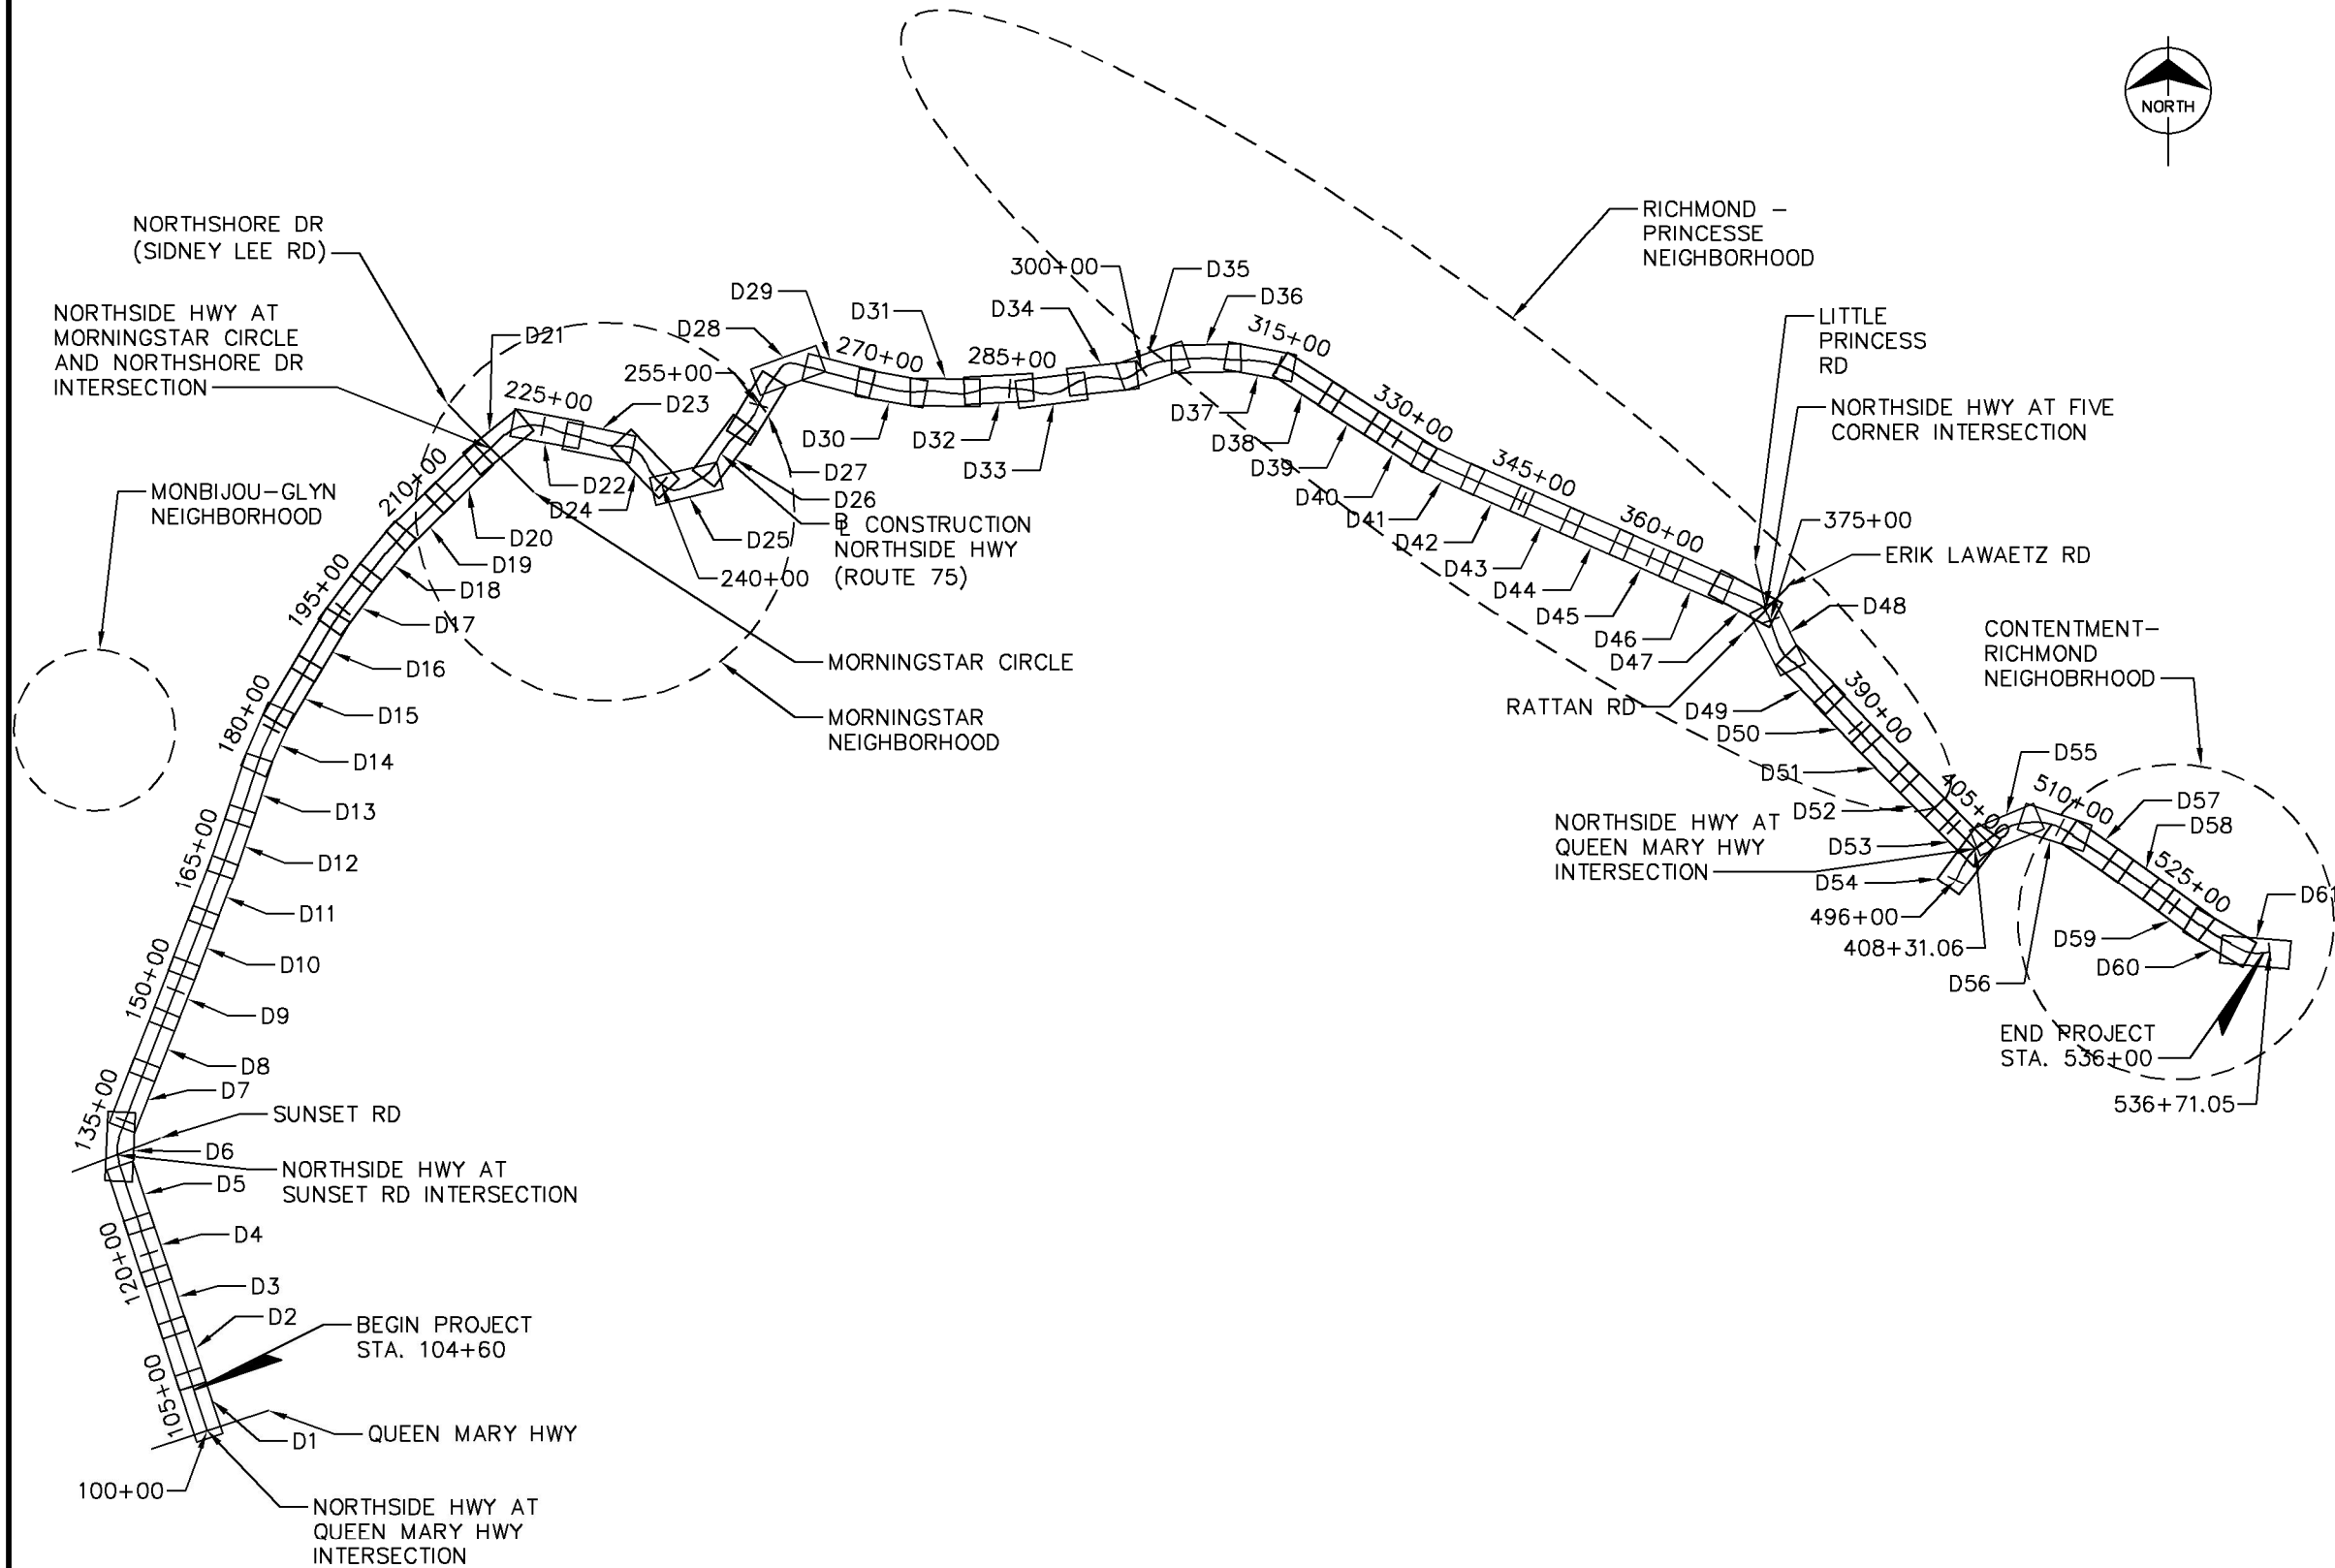 NORTH
NORTHSHORE DR
(SIDNEY LEE RD)
NORTHSIDE HWY AT
MORNINGSTAR CIRCLE
AND NORTHSHORE DR
INTERSECTION
MONBIJOU-GLYN
NEIGHBORHOOD
RICHMOND -
PRINCESSE
NEIGHBORHOOD
LITTLE
PRINCESS
RD
NORTHSIDE HWY AT FIVE
CORNER INTERSECTION
375+00
ERIK LAWAETZ RD
CONTENTMENT-
RICHMOND
NEIGHOBRHOOD
D21
225+00
D23
D22
D24
D25
240+00
D28
D29
255+00
270+00
D31
285+00
D34
300+00
D35
D36
315+00
D30
D32
D33
D27
D26
BL CONSTRUCTION
NORTHSIDE HWY
(ROUTE 75)
D37
D38
D39
D40
D41
D42
D43
D44
D45
D46
D47
330+00
345+00
360+00
D48
RATTAN RD
D49
D50
D51
D52
D53
D54
390+00
405+00
NORTHSIDE HWY AT
QUEEN MARY HWY
INTERSECTION
496+00
408+31.06
D55
510+00
D57
D58
525+00
D61
D59
D60
D56
END PROJECT
STA. 536+00
536+71.05
MORNINGSTAR CIRCLE
MORNINGSTAR
NEIGHBORHOOD
210+00
D20
D19
D18
195+00
D17
D16
180+00
D15
D14
D13
165+00
D12
D11
D10
150+00
D9
D8
D7
135+00
SUNSET RD
D6
NORTHSIDE HWY AT
SUNSET RD INTERSECTION
D5
D4
120+00
D3
D2
BEGIN PROJECT
STA. 104+60
105+00
D1
QUEEN MARY HWY
100+00
NORTHSIDE HWY AT
QUEEN MARY HWY
INTERSECTION